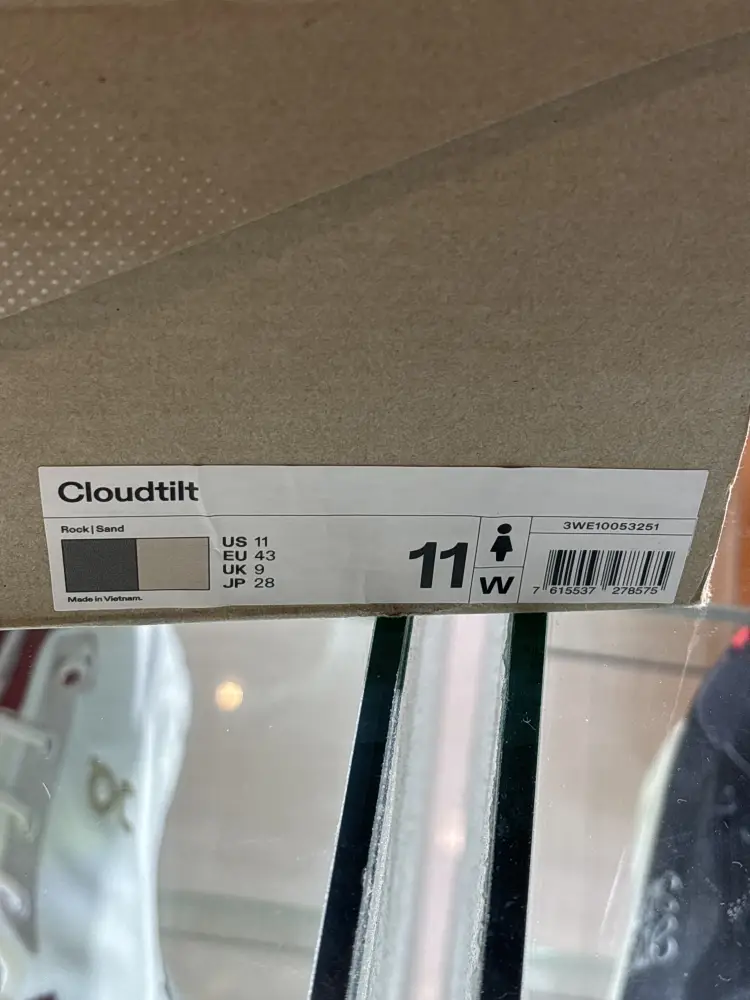 Cloudtilt
Rock | Sand
US 11
EU 43
UK 9
JP 28
Made in Vietnam.
11
W
3WE10053251
7 615537 278575